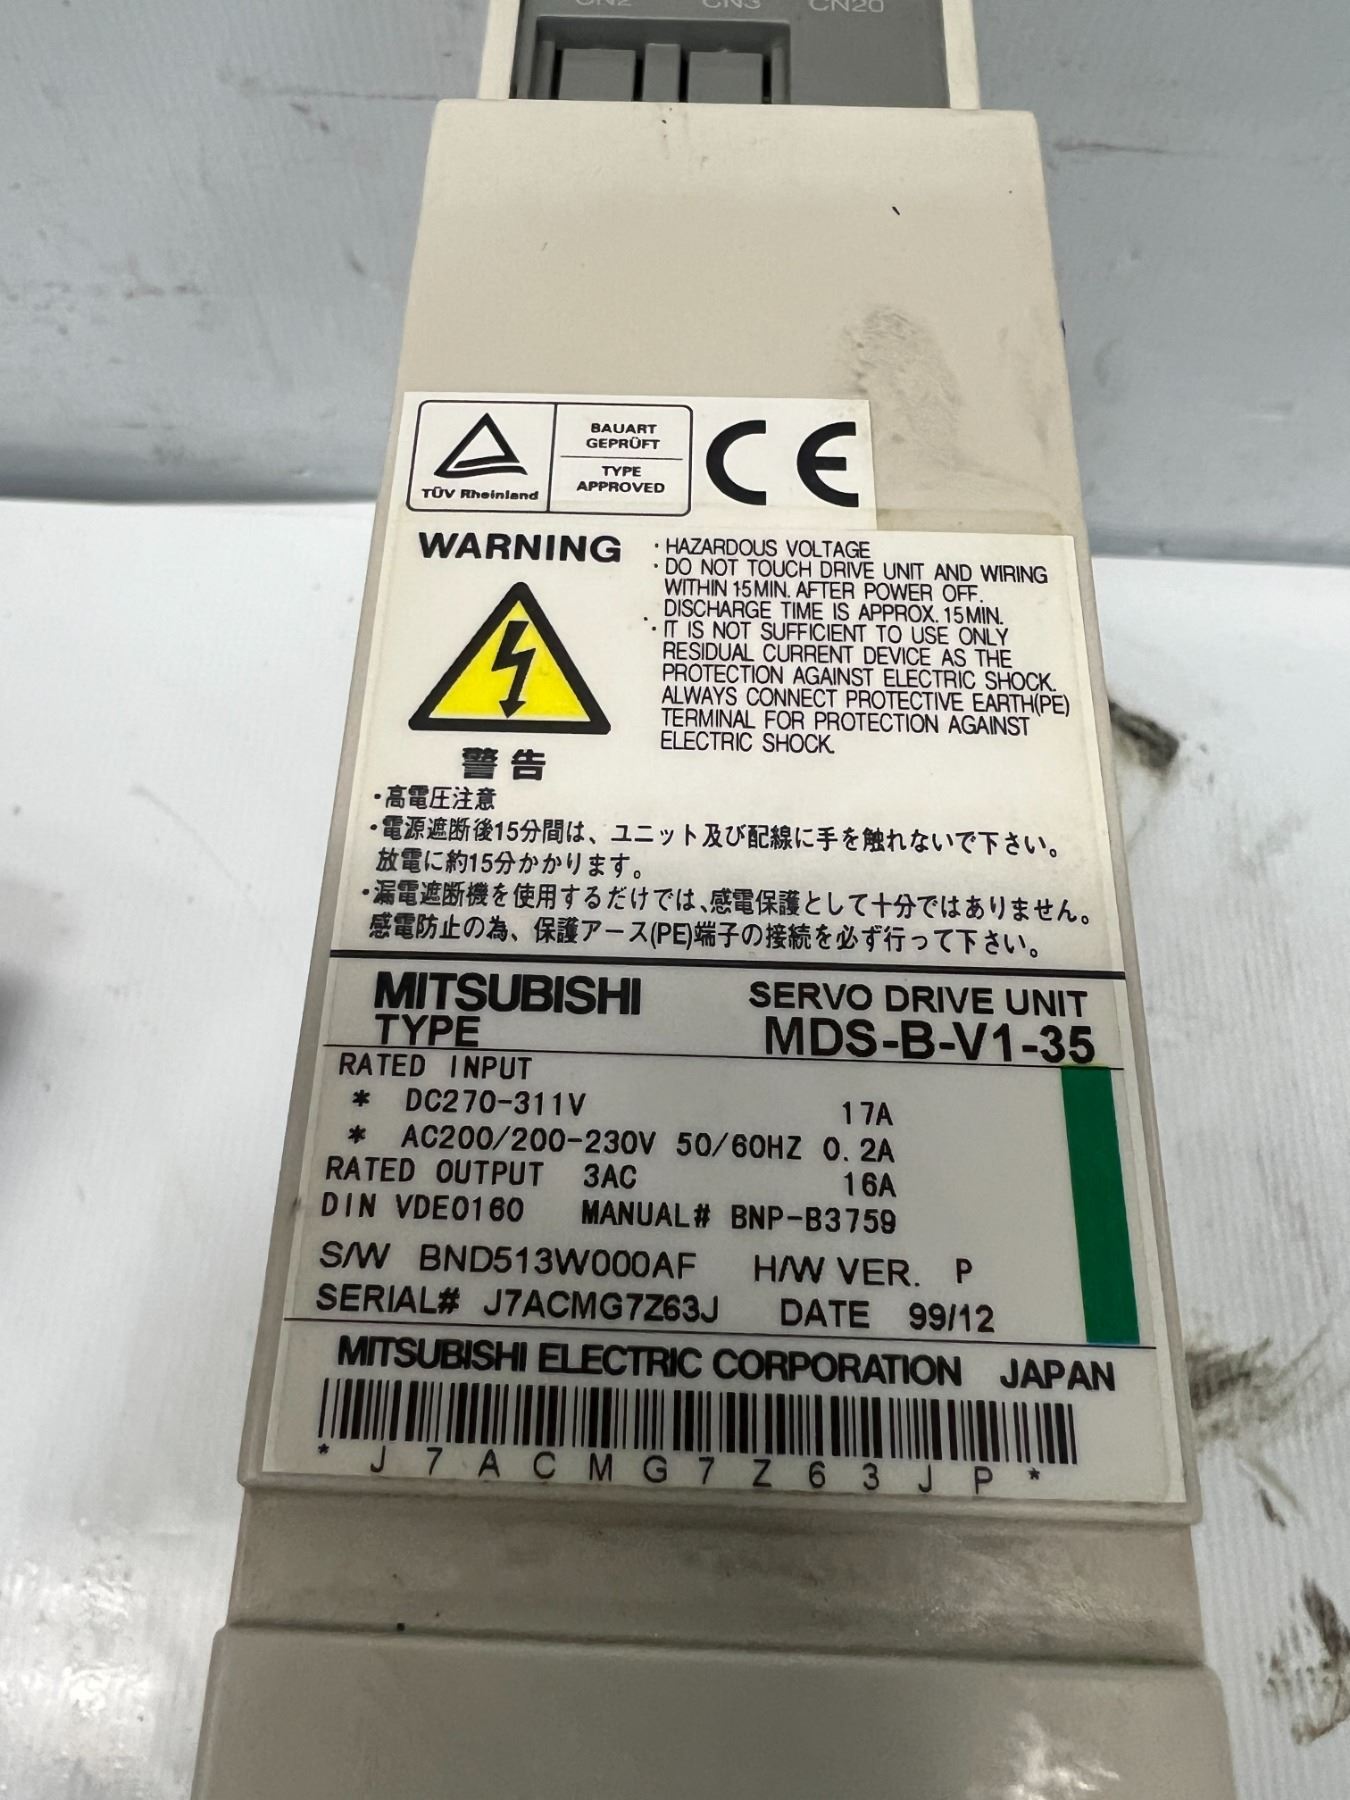 CN2 CN3 CN20
TÜV Rheinland
BAUART
GEPRÜFT
TYPE
APPROVED
CE
WARNING
・HAZARDOUS VOLTAGE
・DO NOT TOUCH DRIVE UNIT AND WIRING
WITHIN 15MIN. AFTER POWER OFF.
DISCHARGE TIME IS APPROX. 15MIN.
・IT IS NOT SUFFICIENT TO USE ONLY
RESIDUAL CURRENT DEVICE AS THE
PROTECTION AGAINST ELECTRIC SHOCK.
ALWAYS CONNECT PROTECTIVE EARTH(PE)
TERMINAL FOR PROTECTION AGAINST
ELECTRIC SHOCK.
警告
・高電圧注意
・電源遮断後15分間は、ユニット及び配線に手を触れないで下さい。
放電に約15分かかります。
・漏電遮断機を使用するだけでは、感電保護として十分ではありません。
感電防止の為、保護アース(PE)端子の接続を必ず行って下さい。
MITSUBISHI SERVO DRIVE UNIT
TYPE MDS-B-V1-35
RATED INPUT
* DC270-311V 17A
* AC200/200-230V 50/60HZ 0.2A
RATED OUTPUT 3AC 16A
DIN VDE0160 MANUAL# BNP-B3759
S/W BND513W000AF H/W VER. P
SERIAL# J7ACMG7Z63J DATE 99/12
MITSUBISHI ELECTRIC CORPORATION JAPAN
*J7ACMG7Z63JP*